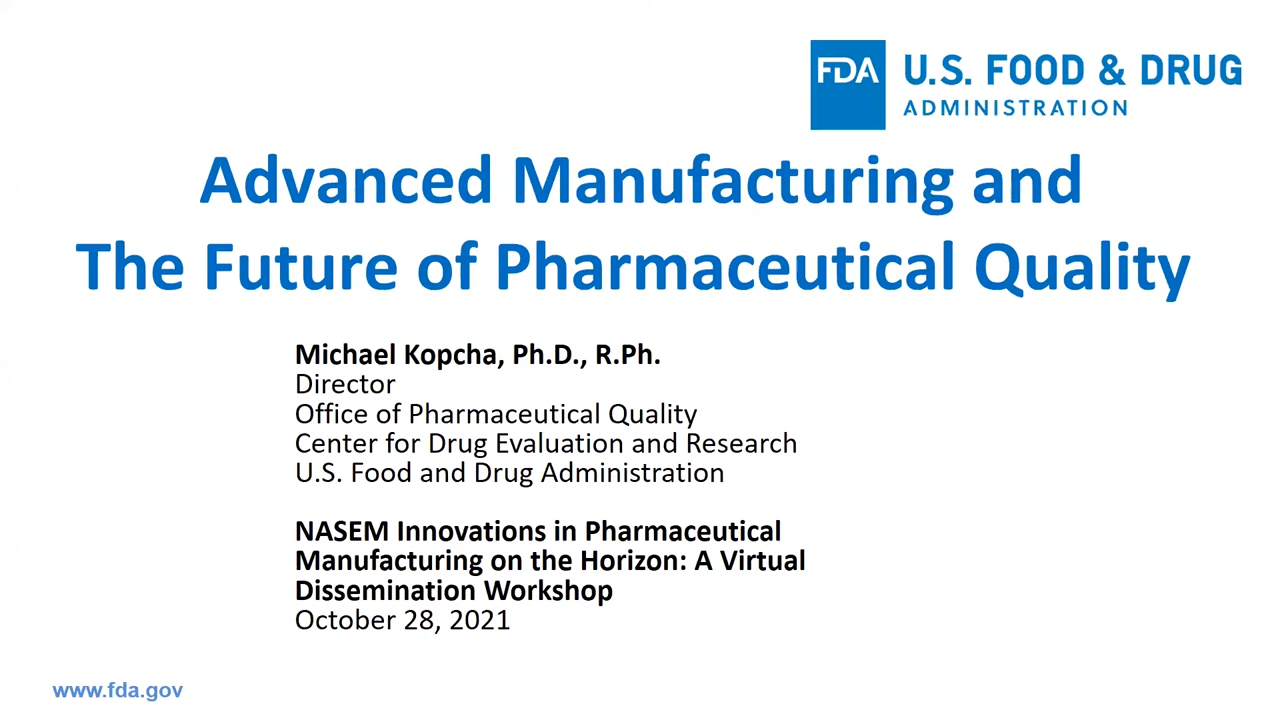 FDA U.S. FOOD & DRUG
ADMINISTRATION
Advanced Manufacturing and
The Future of Pharmaceutical Quality
Michael Kopcha, Ph.D., R.Ph.
Director
Office of Pharmaceutical Quality
Center for Drug Evaluation and Research
U.S. Food and Drug Administration
NASEM Innovations in Pharmaceutical
Manufacturing on the Horizon: A Virtual
Dissemination Workshop
October 28, 2021
www.fda.gov